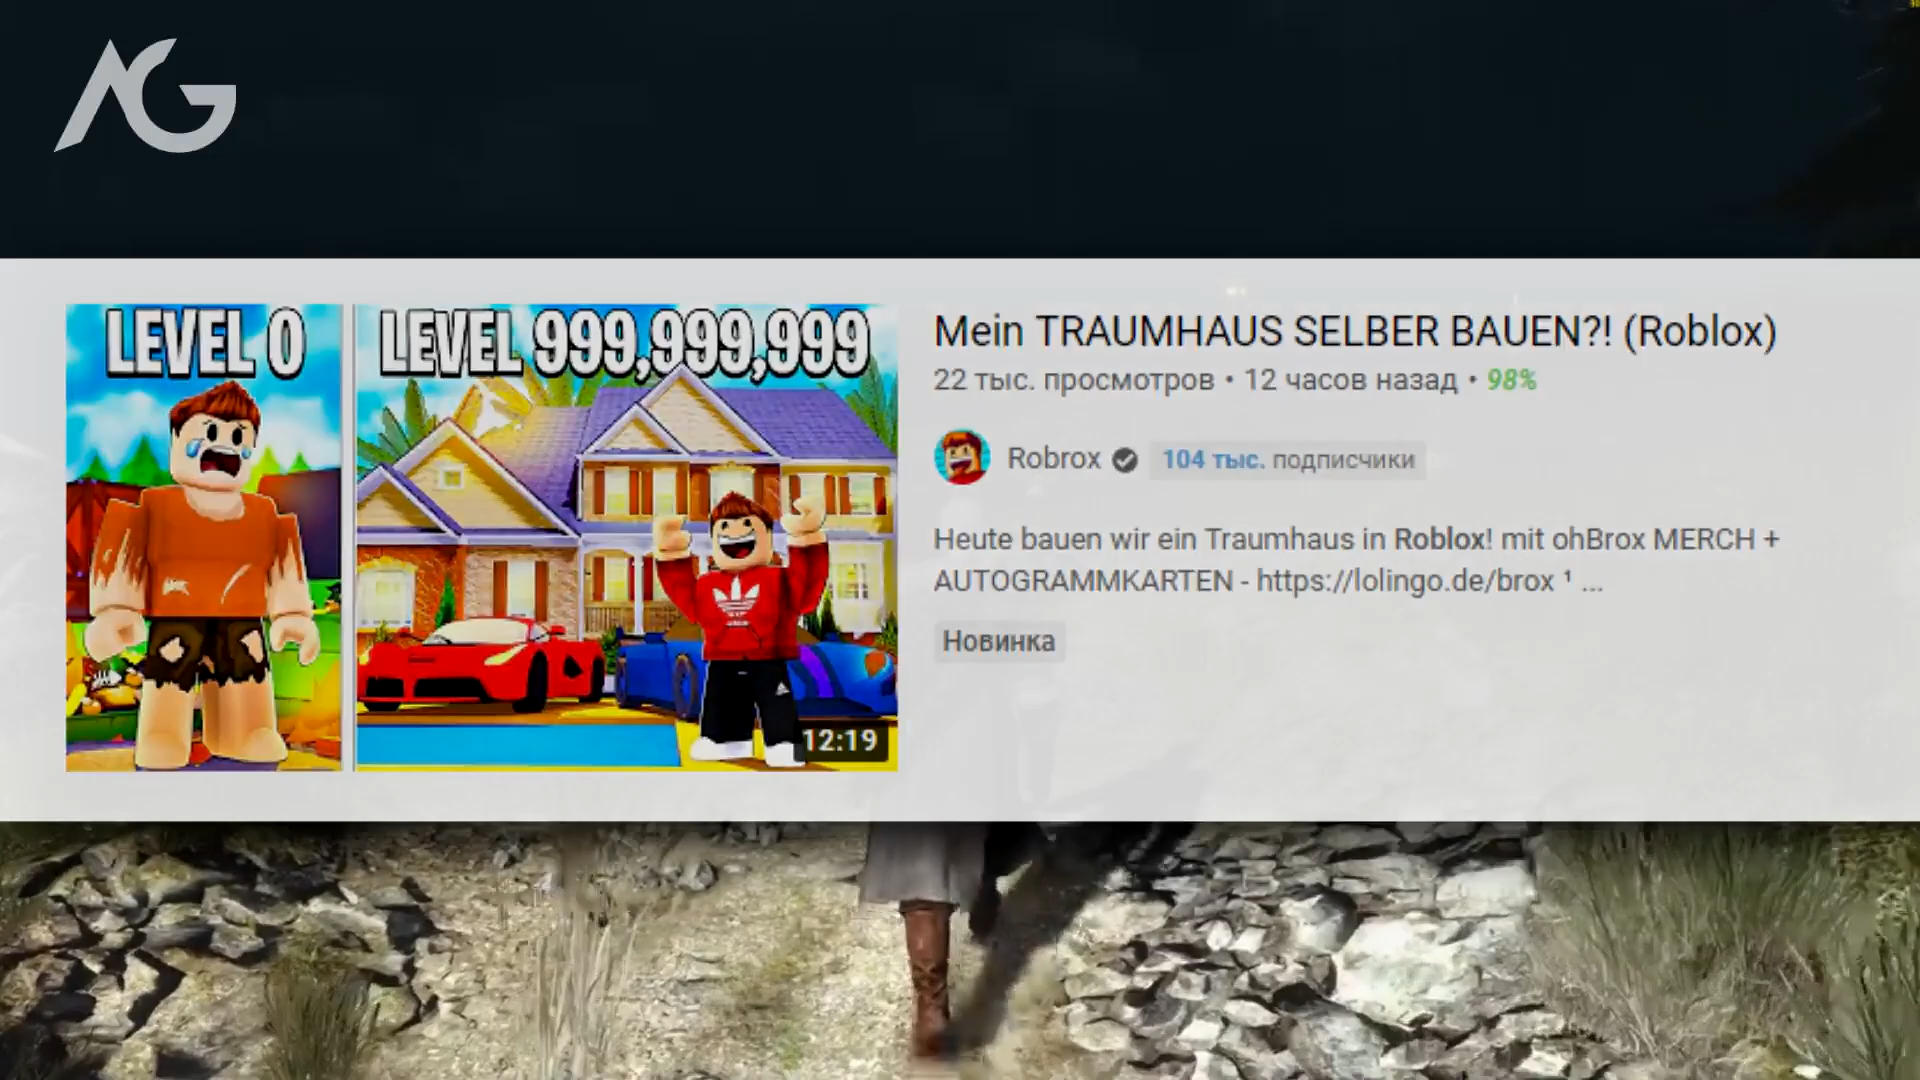 AG
LEVEL 0
LEVEL 999,999,999
12:19
Mein TRAUMHAUS SELBER BAUEN?! (Roblox)
22 тыс. просмотров • 12 часов назад • 98%
Robrox 104 тыс. подписчики
Heute bauen wir ein Traumhaus in Roblox! mit ohBrox MERCH +
AUTOGRAMMKARTEN - https://lolingo.de/brox ¹ ...
Новинка